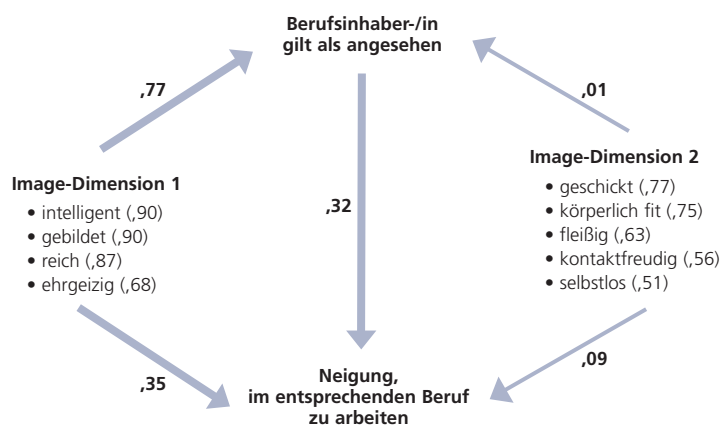 Berufsinhaber-/in
gilt als angesehen
,77
,01
Image-Dimension 1
• intelligent (,90)
• gebildet (,90)
• reich (,87)
• ehrgeizig (,68)
,32
Image-Dimension 2
• geschickt (,77)
• körperlich fit (,75)
• fleißig (,63)
• kontaktfreudig (,56)
• selbstlos (,51)
,35
,09
Neigung,
im entsprechenden Beruf
zu arbeiten